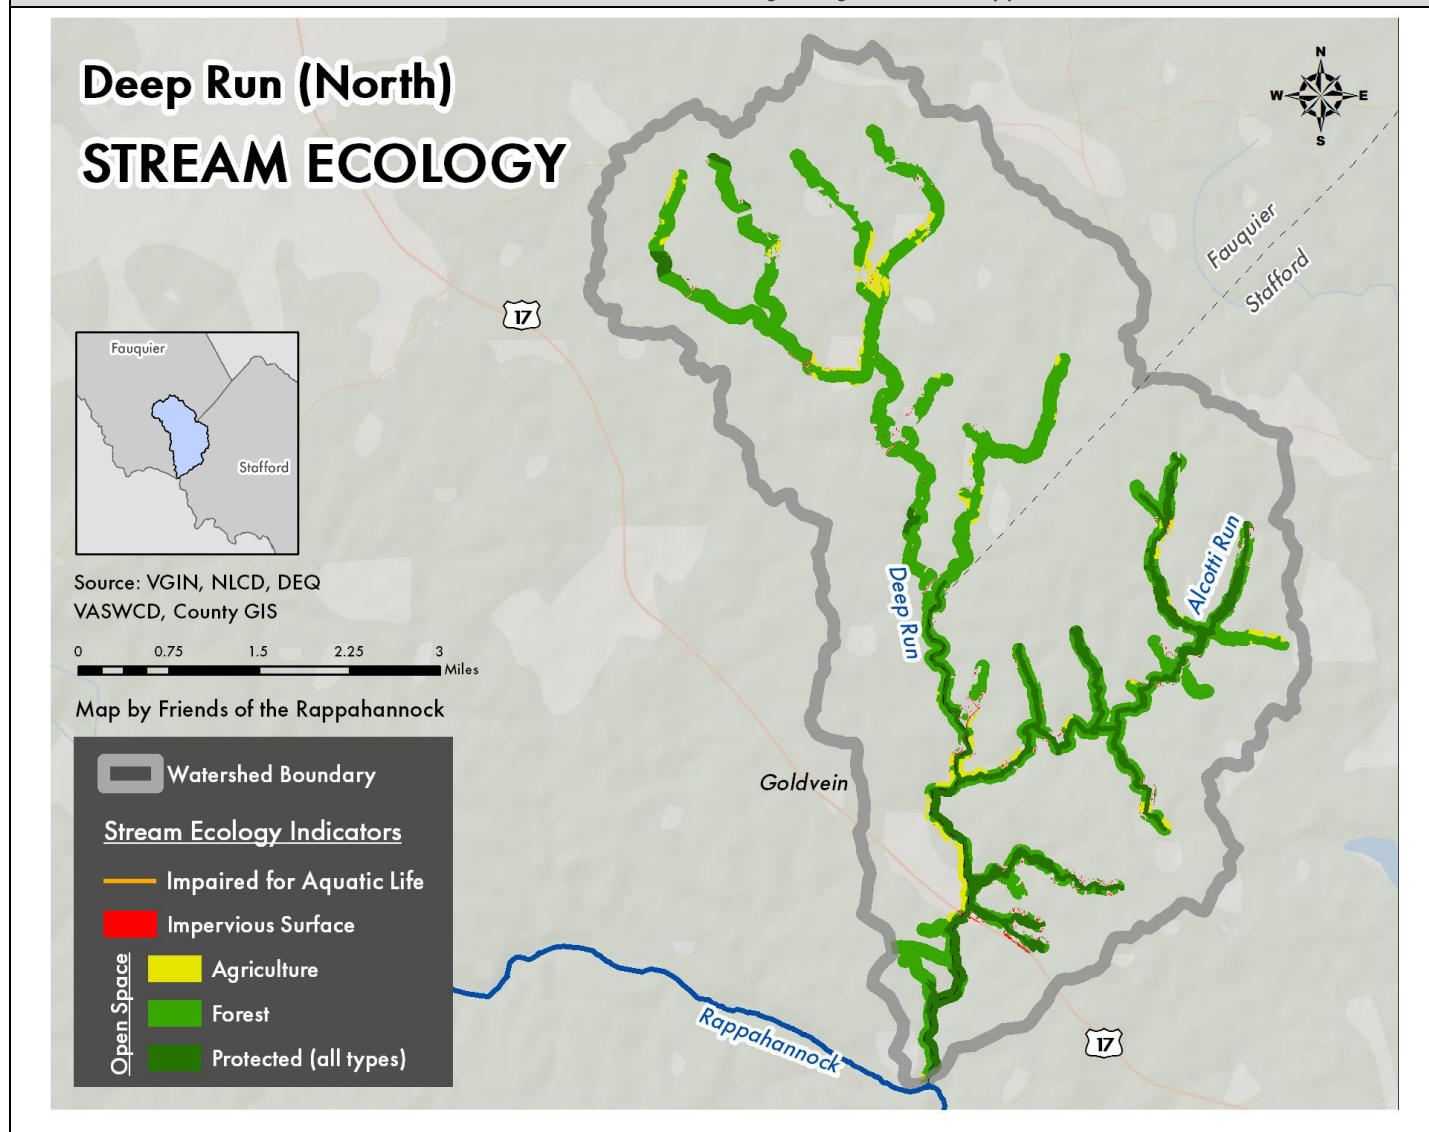 Deep Run (North)
STREAM ECOLOGY
N
W
E
S
Fauquier
Stafford
17
Fauquier
Stafford
Source: VGIN, NLCD, DEQ
VASWCD, County GIS
0 0.75 1.5 2.25 3
Miles
Map by Friends of the Rappahannock
Deep Run
Alcotti Run
Goldvein
Watershed Boundary
Stream Ecology Indicators
Impaired for Aquatic Life
Impervious Surface
Open Space
Agriculture
Forest
Protected (all types)
Rappahannock
17